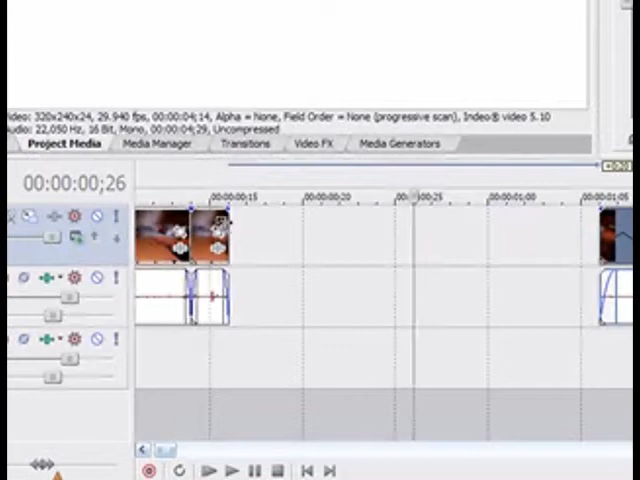 Video: 320x240x24, 29.940 fps, 00:00:04;14, Alpha = None, Field Order = None (progressive scan), Indeo® video 5.10
Audio: 22,050 Hz, 16 Bit, Mono, 00:00:04;29, Uncompressed
Project Media Media Manager Transitions Video FX Media Generators
00:00:00;26
00:00:00;15 00:00:00;20 00:00:00;25 00:00:01;00 00:00:01;05